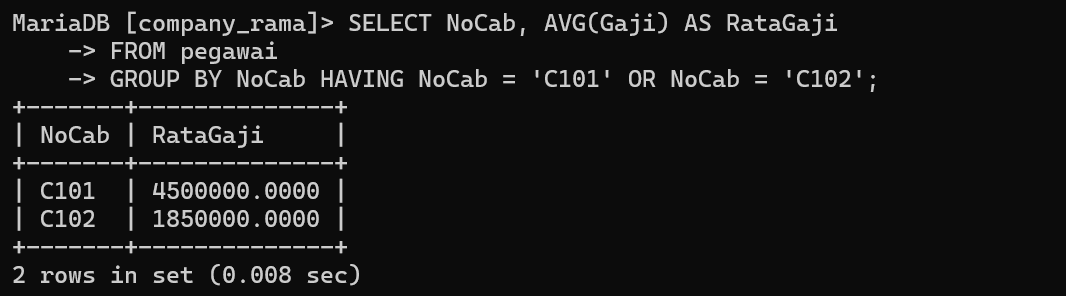 MariaDB [company_rama]> SELECT NoCab, AVG(Gaji) AS RataGaji
    -> FROM pegawai
    -> GROUP BY NoCab HAVING NoCab = 'C101' OR NoCab = 'C102';
+-------+--------------+
| NoCab | RataGaji     |
+-------+--------------+
| C101  | 4500000.0000 |
| C102  | 1850000.0000 |
+-------+--------------+
2 rows in set (0.008 sec)